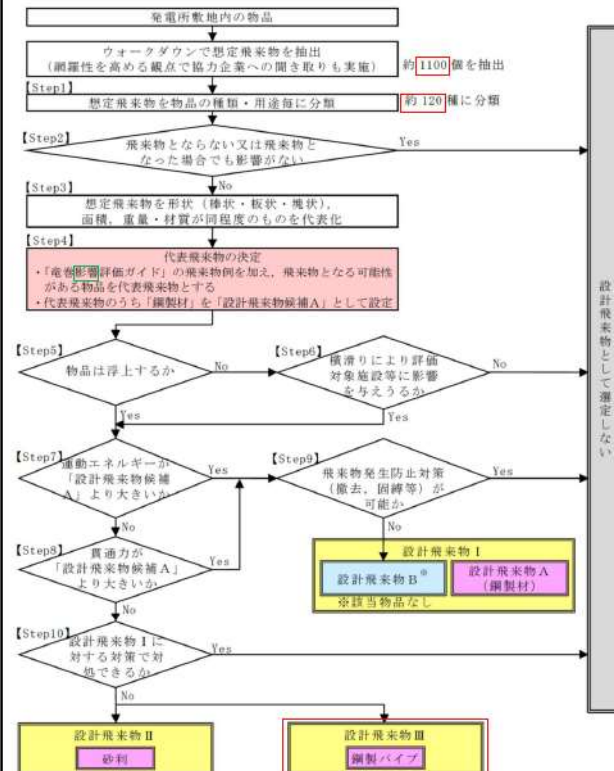 発電所敷地内の物品
ウォークダウンで想定飛来物を抽出
(網羅性を高める観点で協力企業への聞き取りも実施)
約1100個を抽出
【Step1】
想定飛来物を物品の種類・用途毎に分類
約120種に分類
【Step2】
飛来物とならない又は飛来物と
なった場合でも影響がない
Yes
No
【Step3】
想定飛来物を形状(棒状・板状・塊状),
面積, 重量・材質が同程度のものを代表化
【Step4】
代表飛来物の決定
・「竜巻影響評価ガイド」の飛来物例を加え, 飛来物となる可能性
がある物品を代表飛来物とする
・代表飛来物のうち「鋼製材」を「設計飛来物候補A」として設定
【Step5】
物品は浮上するか
No
Yes
【Step6】
横滑りにより評価
対象施設等に影響
を与えうるか
No
Yes
【Step7】
運動エネルギーが
「設計飛来物候補
A」より大きいか
Yes
No
【Step9】
飛来物発生防止対策
(撤去, 固縛等)が
可能か
Yes
No
【Step8】
貫通力が
「設計飛来物候補A」
より大きいか
Yes
No
設計飛来物Ⅰ
設計飛来物B※
設計飛来物A
(鋼製材)
※該当物品なし
【Step10】
設計飛来物Ⅰに
対する対策で対
処できるか
Yes
No
設計飛来物Ⅱ
砂利
設計飛来物Ⅲ
鋼製パイプ
設計飛来物として選定しない